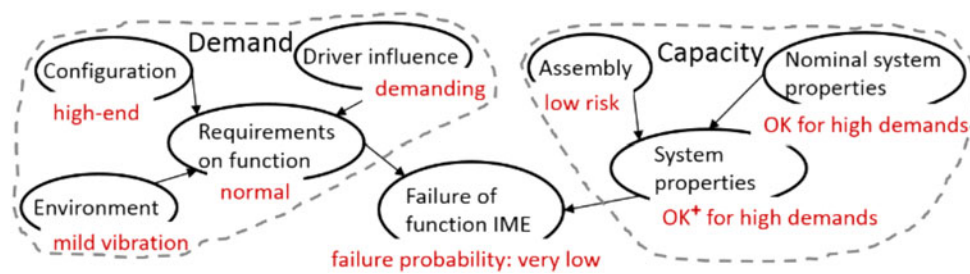 Demand
Configuration
high-end
Driver influence
demanding
Requirements
on function
normal
Environment
mild vibration
Failure of
function IME
failure probability: very low
Capacity
Assembly
low risk
Nominal system
properties
OK for high demands
System
properties
OK⁺ for high demands